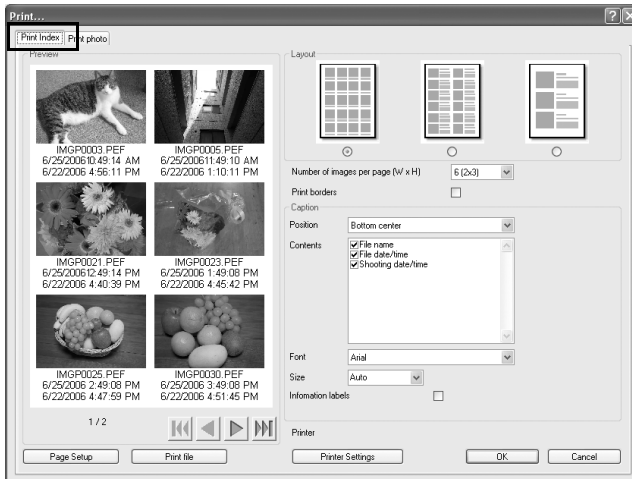 Print...
Print Index Print photo
Preview
IMGP0003.PEF
6/25/200610:49:14 AM
6/22/2006 4:56:11 PM
IMGP0005.PEF
6/25/200611:49:10 AM
6/22/2006 1:10:11 PM
IMGP0021.PEF
6/25/200612:49:14 PM
6/22/2006 4:40:39 PM
IMGP0023.PEF
6/25/2006 1:49:08 PM
6/22/2006 4:45:42 PM
IMGP0025.PEF
6/25/2006 2:49:08 PM
6/22/2006 4:47:59 PM
IMGP0030.PEF
6/25/2006 3:49:08 PM
6/22/2006 4:51:45 PM
1 / 2
Page Setup Print file
Layout
Number of images per page (W x H) 6 (2x3)
Print borders
Caption
Position Bottom center
Contents File name
File date/time
Shooting date/time
Font Arial
Size Auto
Infomation labels
Printer
Printer Settings OK Cancel